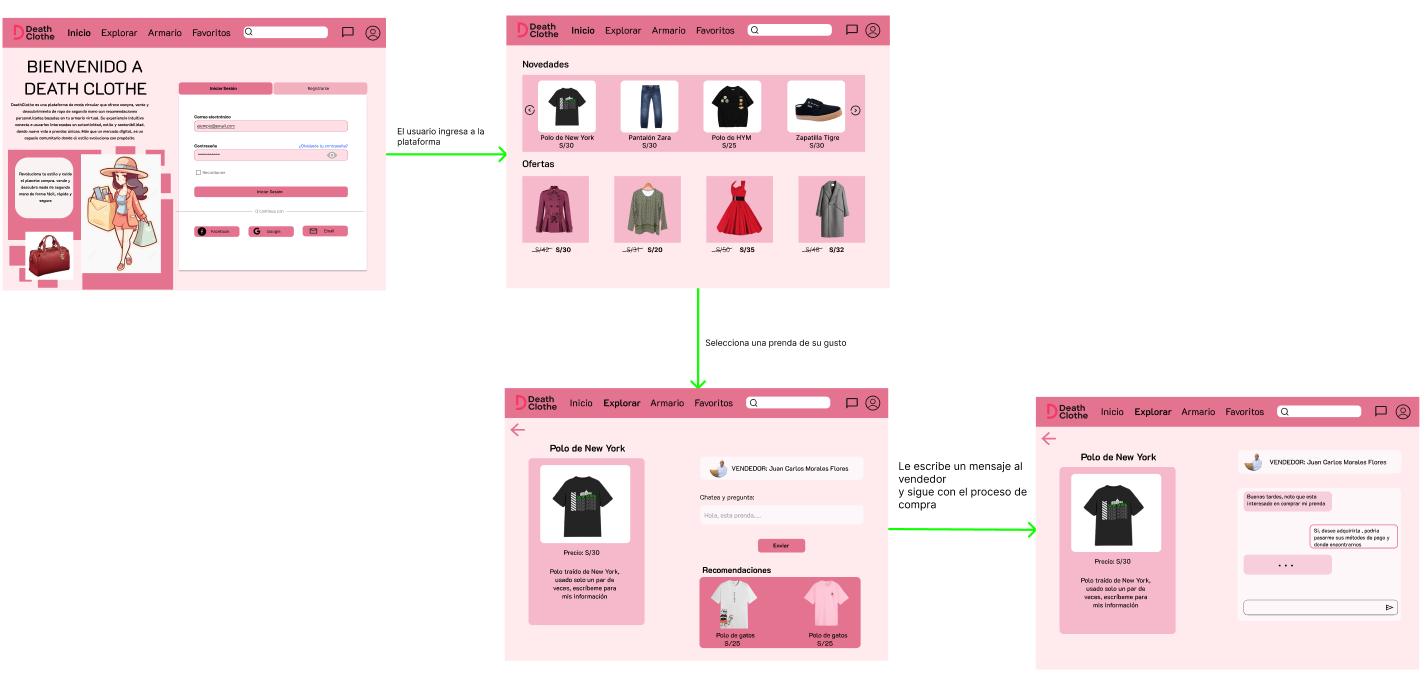 Death
Clothe
Inicio
Explorar
Armario
Favoritos
BIENVENIDO A
DEATH CLOTHE
DeathClothe es una plataforma de moda circular que ofrece compra, venta y
descubrimiento de ropa de segunda mano con recomendaciones
personalizadas basadas en tu armario virtual. Su experiencia intuitiva
conecta a usuarios interesados en autenticidad, estilo y sostenibilidad,
dando nueva vida a prendas únicas. Más que un mercado digital, es un
espacio comunitario donde el estilo evoluciona con propósito.
Revoluciona tu estilo y cuida
el planeta: compra, vende y
descubre moda de segunda
mano de forma fácil, rápida y
segura
Iniciar Sesión
Registrarse
Correo electrónico
ejemplo@email.com
Contraseña
¿Olvidaste tu contraseña?
Recordarme
Iniciar Sesión
O continua con
Facebook
Google
Email
El usuario ingresa a la
plataforma
Death
Clothe
Inicio
Explorar
Armario
Favoritos
Novedades
Polo de New York
S/30
Pantalón Zara
S/30
Polo de HYM
S/25
Zapatilla Tigre
S/30
Ofertas
S/42 S/30
S/31 S/20
S/50 S/35
S/48 S/32
Selecciona una prenda de su gusto
Death
Clothe
Inicio
Explorar
Armario
Favoritos
Polo de New York
Precio: S/30
Polo traído de New York,
usado solo un par de
veces, escríbeme para
mis información
VENDEDOR: Juan Carlos Morales Flores
Chatea y pregunta:
Hola, esta prenda....
Enviar
Recomendaciones
Polo de gatos
S/25
Polo de gatos
S/25
Le escribe un mensaje al
vendedor
y sigue con el proceso de
compra
Death
Clothe
Inicio
Explorar
Armario
Favoritos
Polo de New York
Precio: S/30
Polo traído de New York,
usado solo un par de
veces, escríbeme para
mis información
VENDEDOR: Juan Carlos Morales Flores
Buenas tardes, noto que esta
interesado en comprar mi prenda
Si, deseo adquirirla , podria
pasarme sus métodos de pago y
donde encontrarnos
...